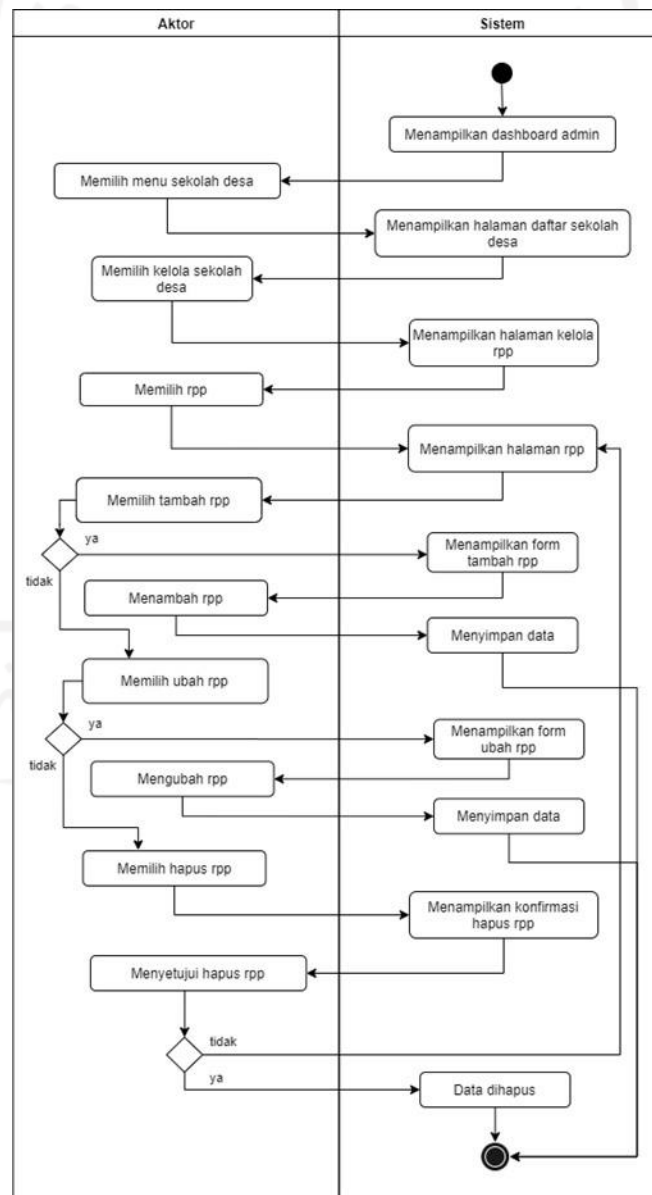 Aktor
Sistem
Menampilkan dashboard admin
Memilih menu sekolah desa
Menampilkan halaman daftar sekolah
desa
Memilih kelola sekolah
desa
Menampilkan halaman kelola
rpp
Memilih rpp
Menampilkan halaman rpp
Memilih tambah rpp
ya
tidak
Menampilkan form
tambah rpp
Menambah rpp
Menyimpan data
Memilih ubah rpp
ya
tidak
Menampilkan form
ubah rpp
Mengubah rpp
Menyimpan data
Memilih hapus rpp
Menampilkan konfirmasi
hapus rpp
Menyetujui hapus rpp
tidak
ya
Data dihapus